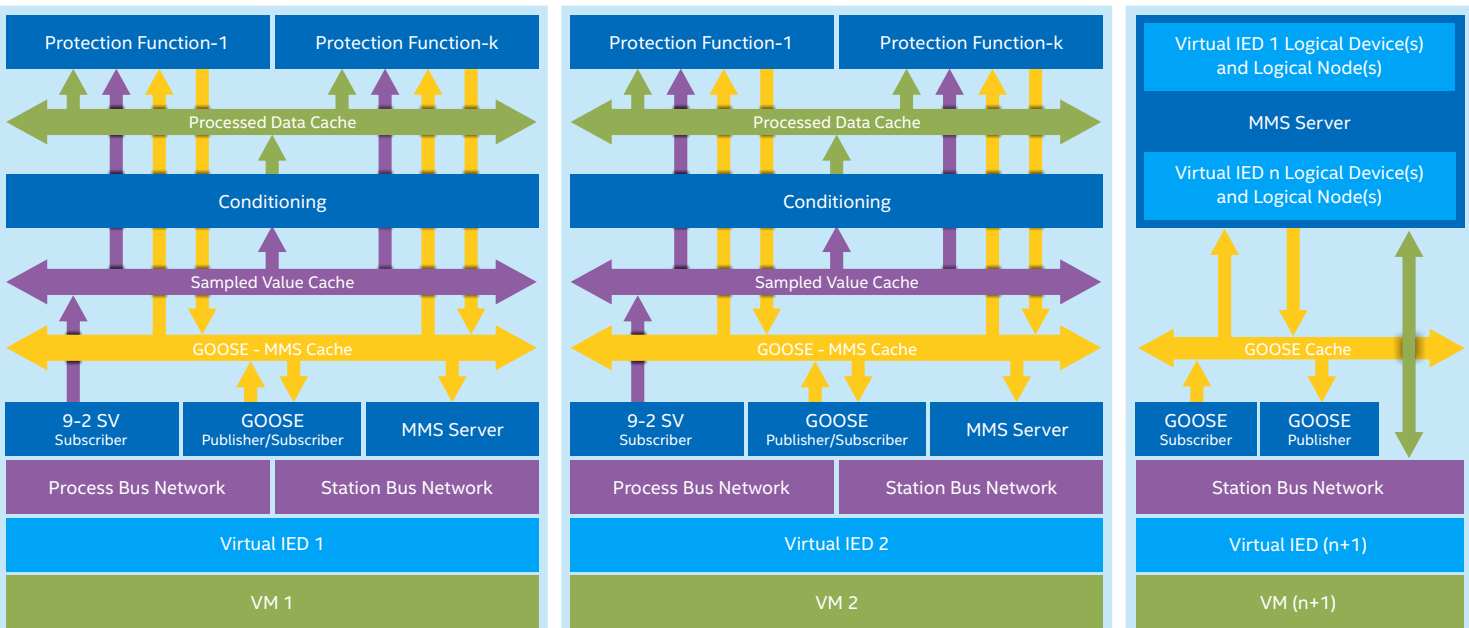 Protection Function-1
Protection Function-k
Processed Data Cache
Conditioning
Sampled Value Cache
GOOSE - MMS Cache
9-2 SV
Subscriber
GOOSE
Publisher/Subscriber
MMS Server
Process Bus Network
Station Bus Network
Virtual IED 1
VM 1
Protection Function-1
Protection Function-k
Processed Data Cache
Conditioning
Sampled Value Cache
GOOSE - MMS Cache
9-2 SV
Subscriber
GOOSE
Publisher/Subscriber
MMS Server
Process Bus Network
Station Bus Network
Virtual IED 2
VM 2
Virtual IED 1 Logical Device(s)
and Logical Node(s)
MMS Server
Virtual IED n Logical Device(s)
and Logical Node(s)
GOOSE Cache
GOOSE
Subscriber
GOOSE
Publisher
Station Bus Network
Virtual IED (n+1)
VM (n+1)